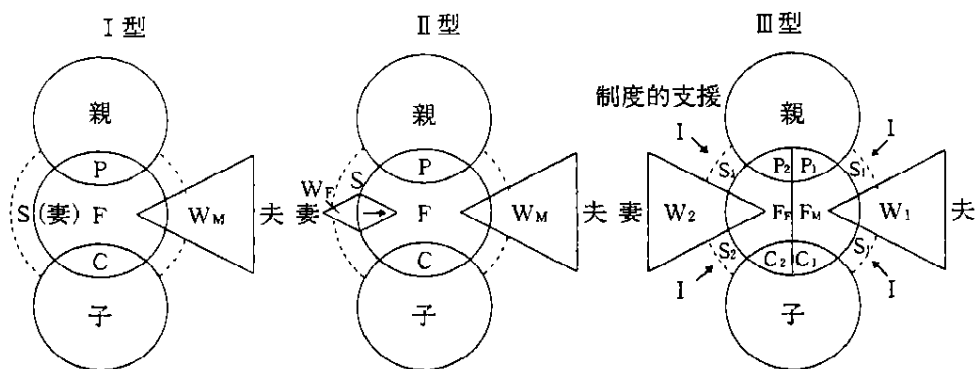 I型
親
P
S(妻) F W_M 夫
C
子
II型
親
P
S
W_F
妻 F W_M 夫
C
子
III型
制度的支援
親
I I
P₂ P₁
S₁
妻 W₂ F_F F_M W₁ 夫
S₂
C₂ C₁
I I
子